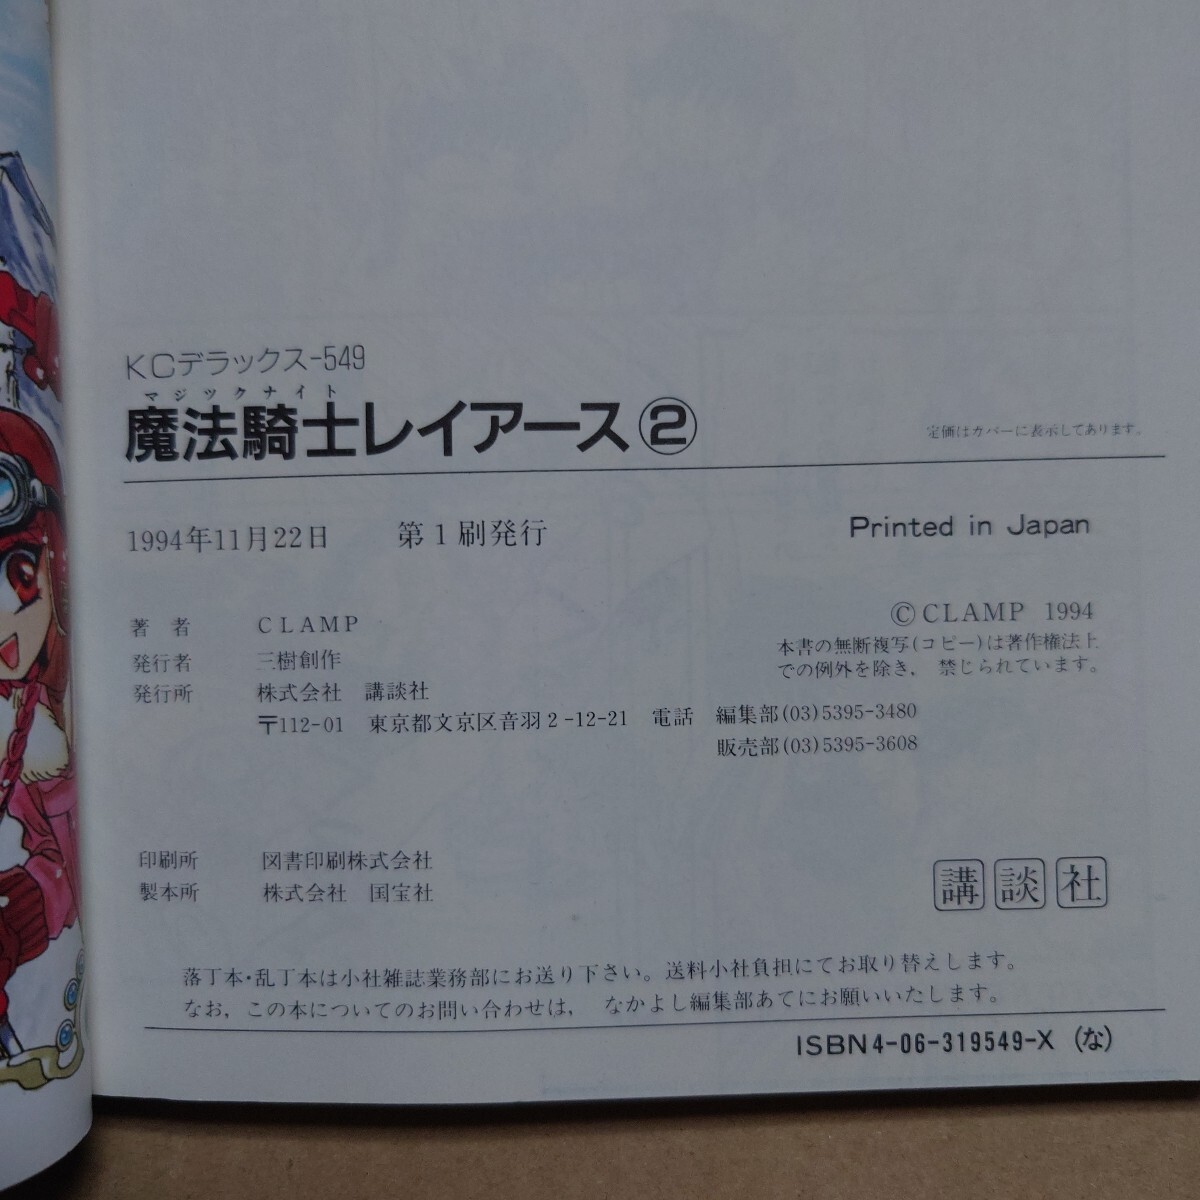 KCデラックス-549
マジックナイト
魔法騎士レイアース②
定価はカバーに表示してあります。
1994年11月22日 第1刷発行
Printed in Japan
著者 CLAMP
発行者 三樹創作
発行所 株式会社 講談社
〒112-01 東京都文京区音羽2-12-21 電話 編集部(03)5395-3480
販売部(03)5395-3608
©CLAMP 1994
本書の無断複写(コピー)は著作権法上
での例外を除き,禁じられています。
印刷所 図書印刷株式会社
製本所 株式会社 国宝社
講談社
落丁本・乱丁本は小社雑誌業務部にお送り下さい。送料小社負担にてお取り替えします。
なお,この本についてのお問い合わせは,なかよし編集部あてにお願いいたします。
ISBN4-06-319549-X (な)